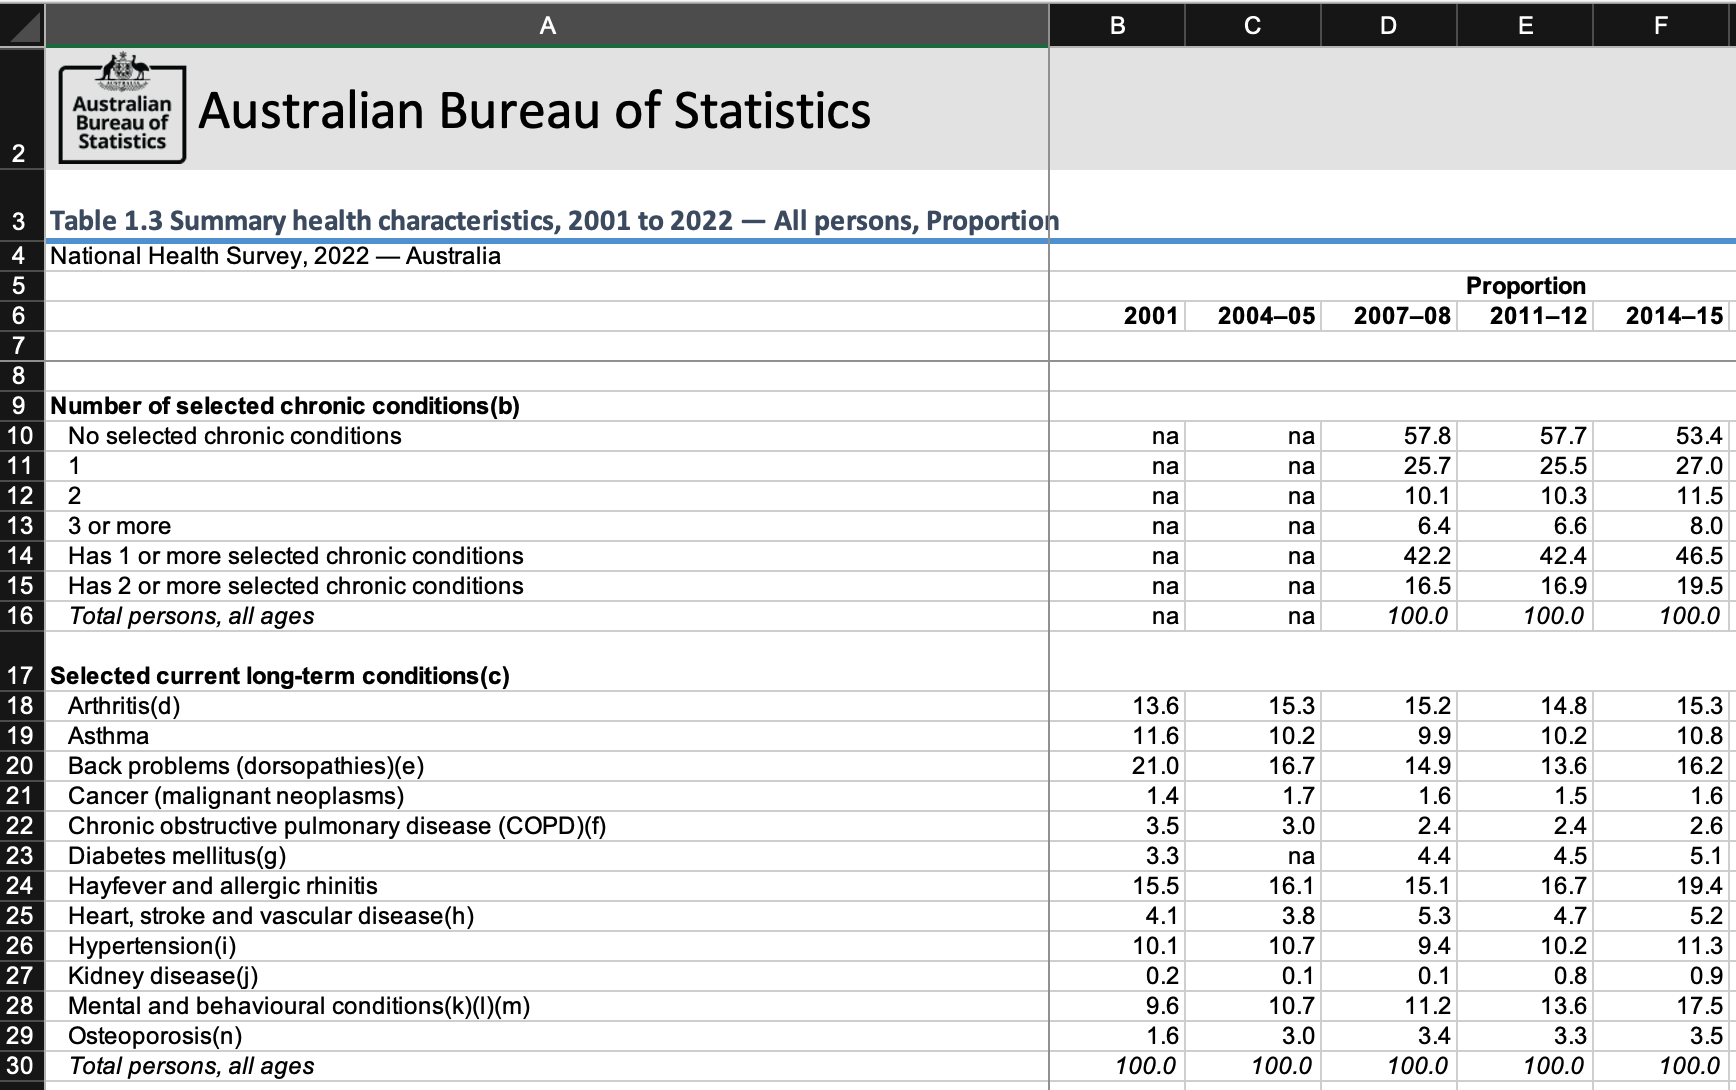 A B C D E F
Australian
Bureau of
Statistics
Australian Bureau of Statistics
2
3 Table 1.3 Summary health characteristics, 2001 to 2022 — All persons, Proportion
4 National Health Survey, 2022 — Australia
5 Proportion
6 2001 2004–05 2007–08 2011–12 2014–15
7
8
9 Number of selected chronic conditions(b)
10 No selected chronic conditions na na 57.8 57.7 53.4
11 1 na na 25.7 25.5 27.0
12 2 na na 10.1 10.3 11.5
13 3 or more na na 6.4 6.6 8.0
14 Has 1 or more selected chronic conditions na na 42.2 42.4 46.5
15 Has 2 or more selected chronic conditions na na 16.5 16.9 19.5
16 Total persons, all ages na na 100.0 100.0 100.0
17 Selected current long-term conditions(c)
18 Arthritis(d) 13.6 15.3 15.2 14.8 15.3
19 Asthma 11.6 10.2 9.9 10.2 10.8
20 Back problems (dorsopathies)(e) 21.0 16.7 14.9 13.6 16.2
21 Cancer (malignant neoplasms) 1.4 1.7 1.6 1.5 1.6
22 Chronic obstructive pulmonary disease (COPD)(f) 3.5 3.0 2.4 2.4 2.6
23 Diabetes mellitus(g) 3.3 na 4.4 4.5 5.1
24 Hayfever and allergic rhinitis 15.5 16.1 15.1 16.7 19.4
25 Heart, stroke and vascular disease(h) 4.1 3.8 5.3 4.7 5.2
26 Hypertension(i) 10.1 10.7 9.4 10.2 11.3
27 Kidney disease(j) 0.2 0.1 0.1 0.8 0.9
28 Mental and behavioural conditions(k)(l)(m) 9.6 10.7 11.2 13.6 17.5
29 Osteoporosis(n) 1.6 3.0 3.4 3.3 3.5
30 Total persons, all ages 100.0 100.0 100.0 100.0 100.0